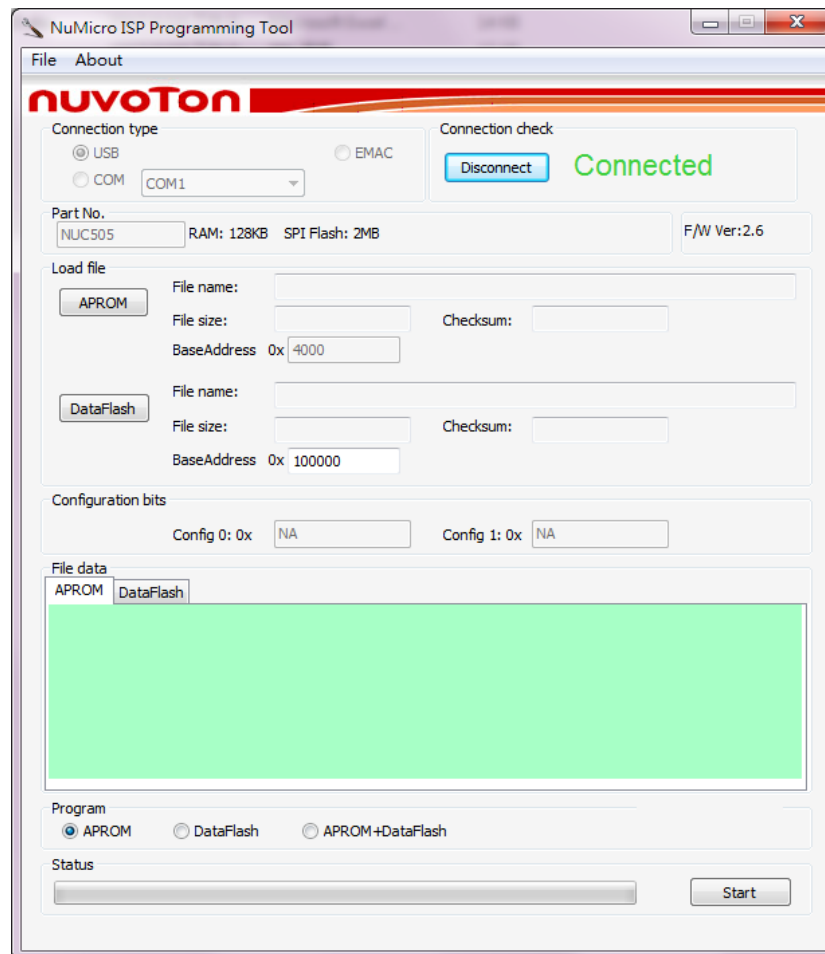 NuMicro ISP Programming Tool
File About
nuvoTon
Connection type
USB EMAC
COM COM1
Connection check
Disconnect Connected
Part No.
NUC505 RAM: 128KB SPI Flash: 2MB F/W Ver:2.6
Load file
APROM
File name:
File size: Checksum:
BaseAddress 0x 4000
DataFlash
File name:
File size: Checksum:
BaseAddress 0x 100000
Configuration bits
Config 0: 0x NA Config 1: 0x NA
File data
APROM DataFlash
Program
APROM DataFlash APROM+DataFlash
Status
Start